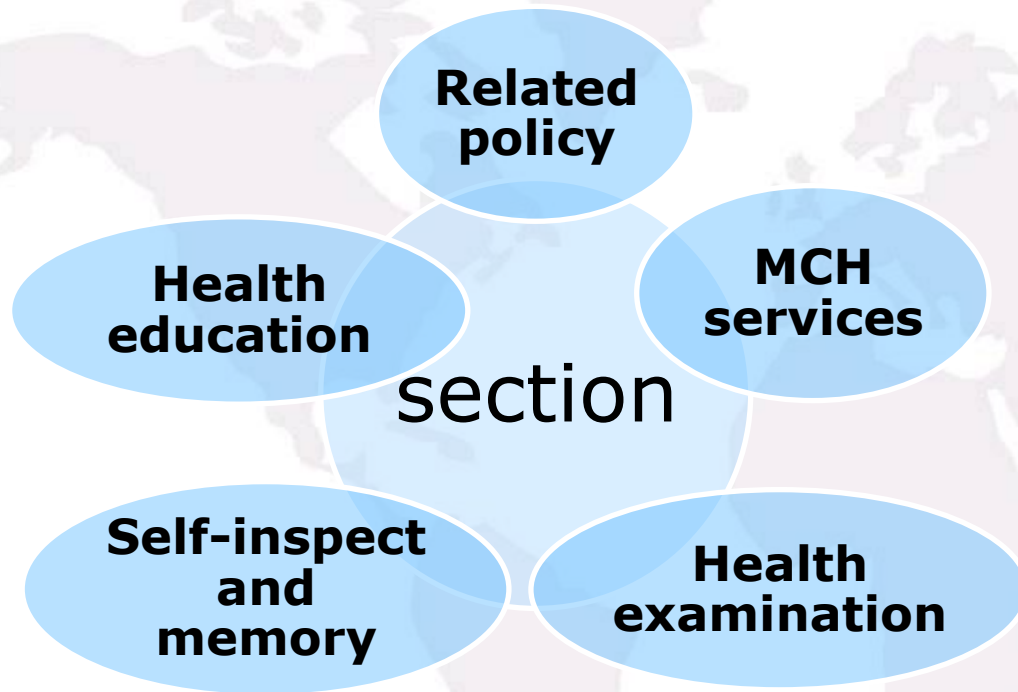 Related
policy
MCH
services
Health
education
section
Self-inspect
and
memory
Health
examination